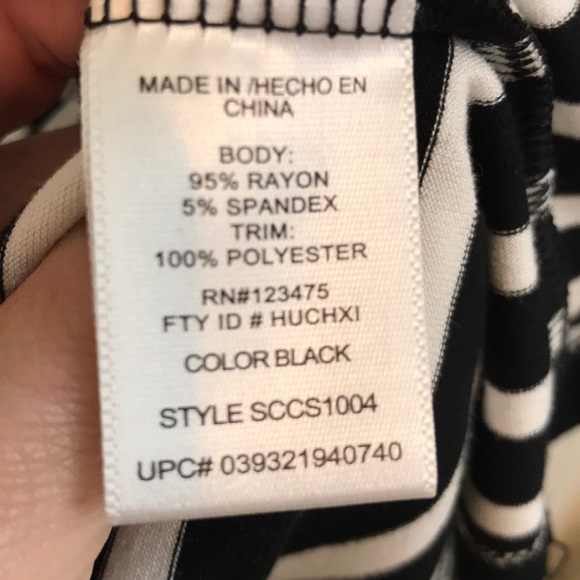 MADE IN /HECHO EN
CHINA
BODY:
95% RAYON
5% SPANDEX
TRIM:
100% POLYESTER
RN#123475
FTY ID # HUCHXI
COLOR BLACK
STYLE SCCS1004
UPC# 039321940740